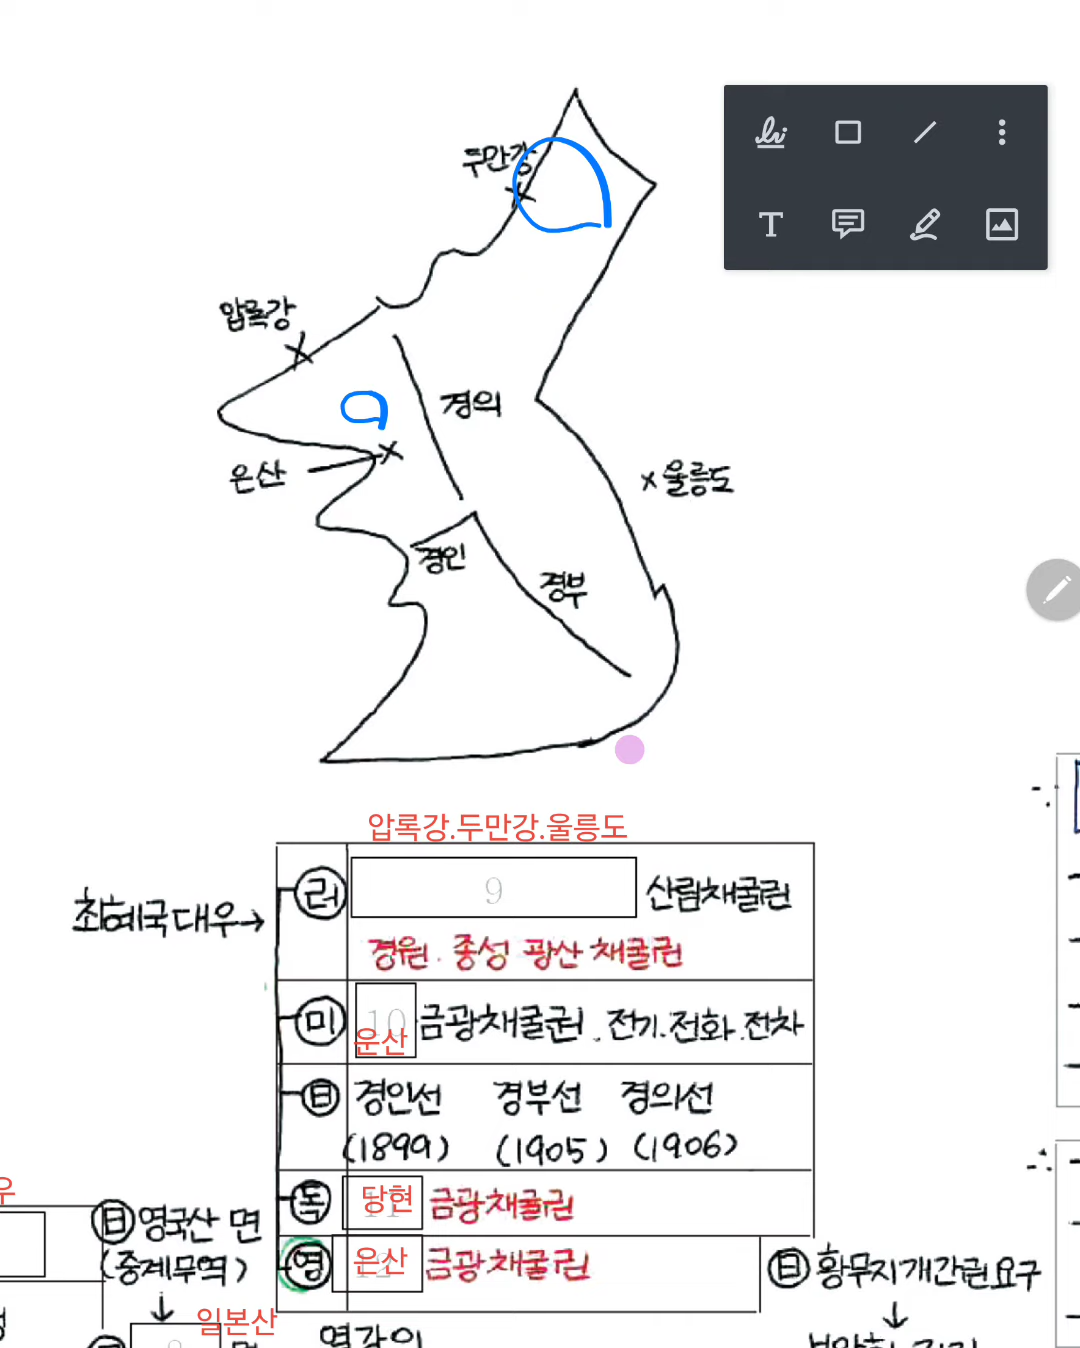 두만강
압록강
경의
은산
×울릉도
경인
경부
압록강.두만강.울릉도
러 9 산림채굴권
최혜국대우→
경원. 종성 광산 채굴권
미 10 금광채굴권. 전기.전화.전차
운산
日 경인선 경부선 경의선
(1899) (1905) (1906)
독 당현 금광채굴권
日 영국산 면
영 은산 금광채굴권
(중계무역)
日 황무지개간권요구
↓
↓
일본산